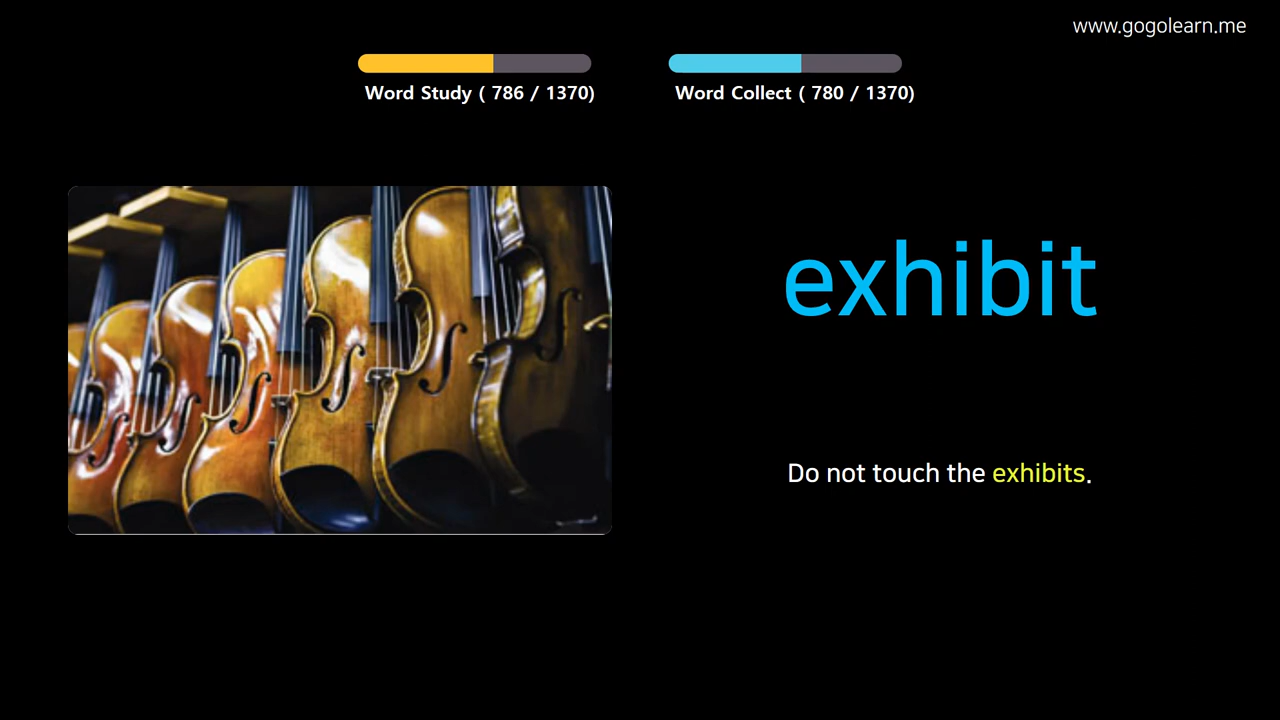 www.gogolearn.me
Word Study ( 786 / 1370)
Word Collect ( 780 / 1370)
exhibit
Do not touch the exhibits.